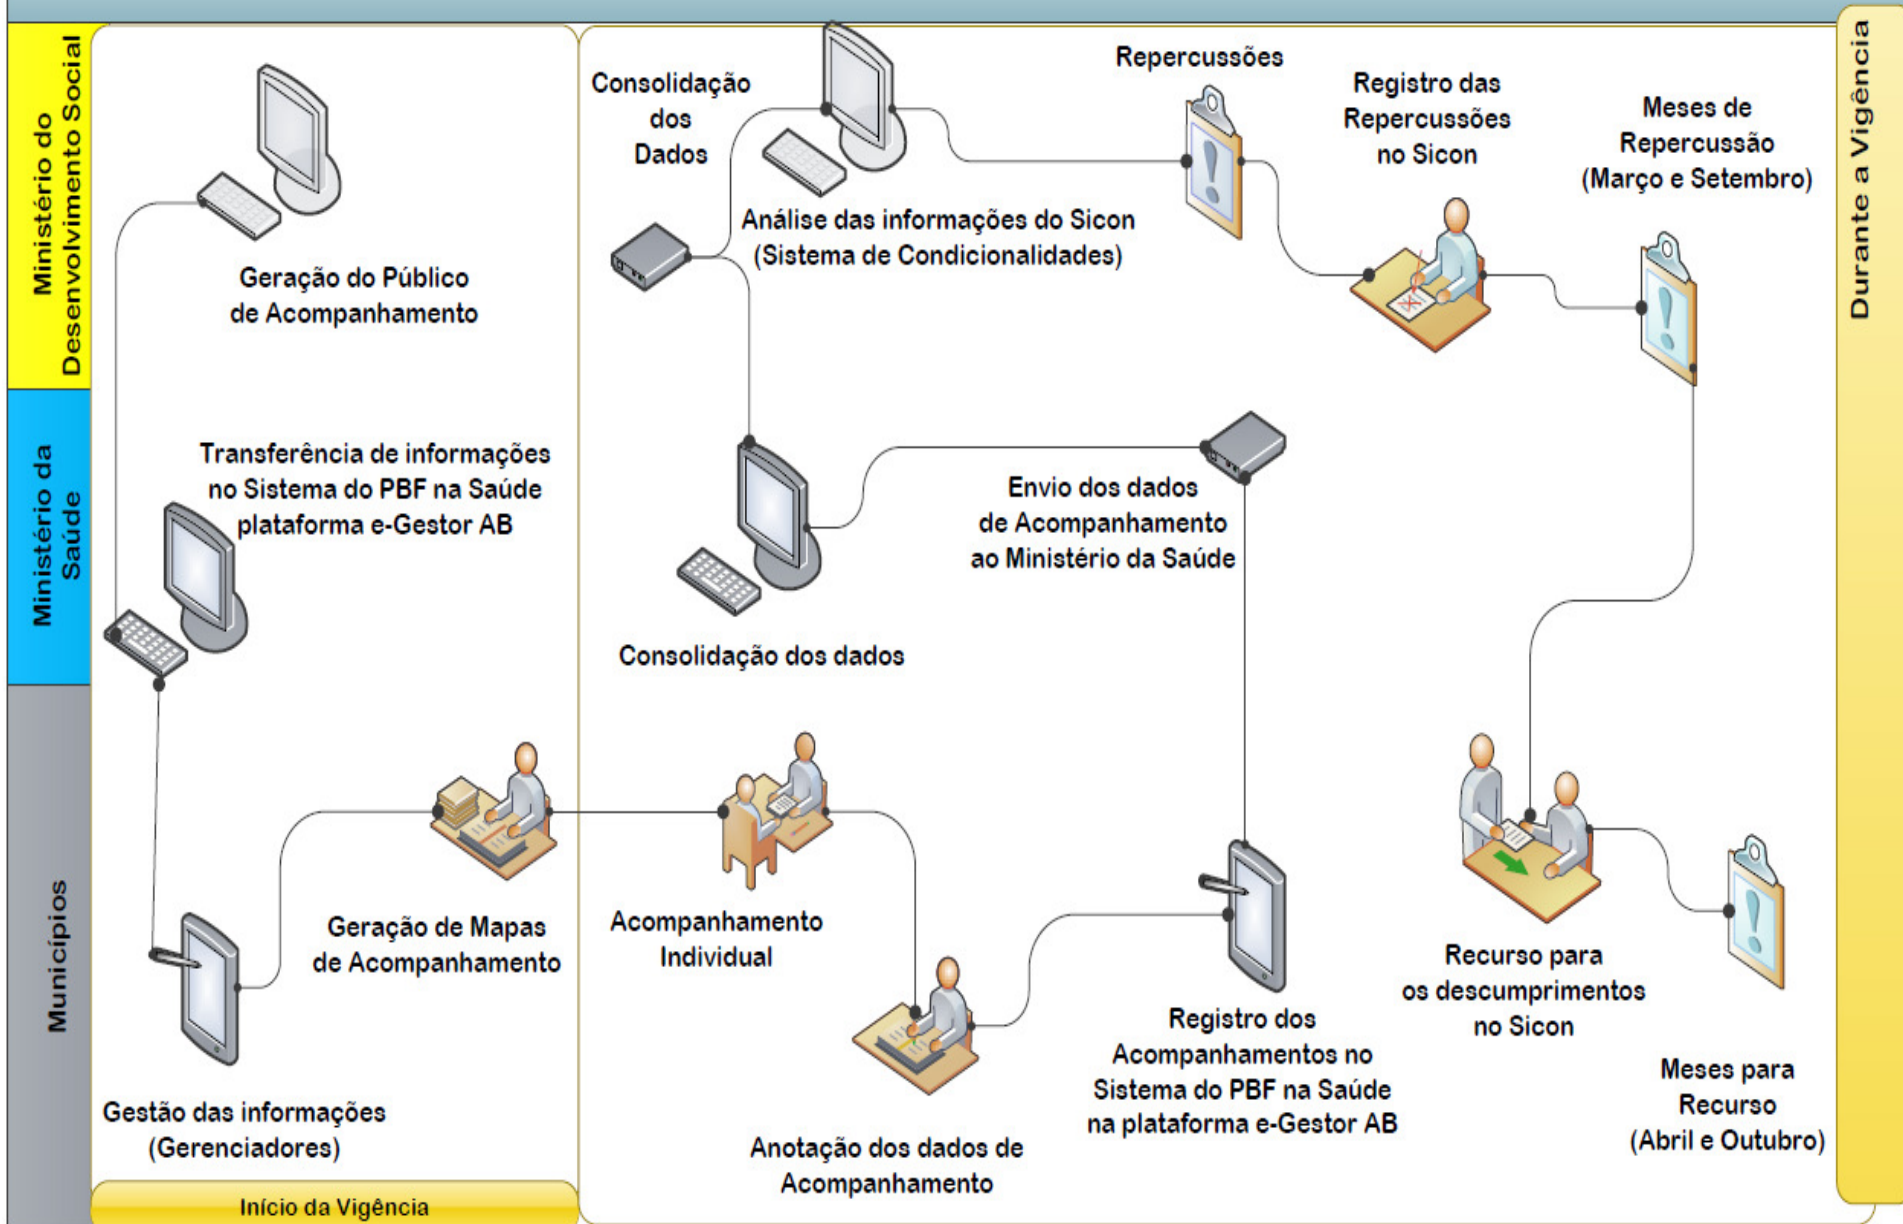 Ministério do
Desenvolvimento Social
Geração do Público
de Acompanhamento
Consolidação
dos
Dados
Análise das informações do Sicon
(Sistema de Condicionalidades)
Repercussões
Registro das
Repercussões
no Sicon
Meses de
Repercussão
(Março e Setembro)
Durante a Vigência
Ministério da
Saúde
Transferência de informações
no Sistema do PBF na Saúde
plataforma e-Gestor AB
Consolidação dos dados
Envio dos dados
de Acompanhamento
ao Ministério da Saúde
Municípios
Gestão das informações
(Gerenciadores)
Geração de Mapas
de Acompanhamento
Acompanhamento
Individual
Anotação dos dados de
Acompanhamento
Registro dos
Acompanhamentos no
Sistema do PBF na Saúde
na plataforma e-Gestor AB
Recurso para
os descumprimentos
no Sicon
Meses para
Recurso
(Abril e Outubro)
Início da Vigência